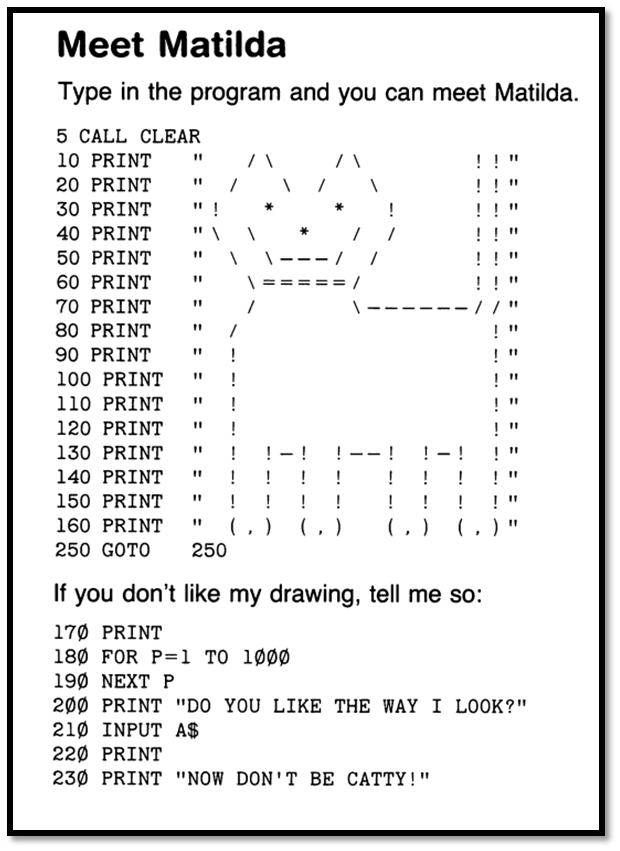 Meet Matilda
Type in the program and you can meet Matilda.
5 CALL CLEAR
10 PRINT   "  /\   /\      !!"
20 PRINT   " /  \ /  \     !!"
30 PRINT   "!  *   *  !    !!"
40 PRINT   "\ \  *  / /    !!"
50 PRINT   " \ \---/ /     !!"
60 PRINT   "  \=====/      !!"
70 PRINT   "  /     \------//"
80 PRINT   " /              !"
90 PRINT   " !              !"
100 PRINT  " !              !"
110 PRINT  " !              !"
120 PRINT  " !              !"
130 PRINT  " ! !-! !--! !-! !"
140 PRINT  " ! ! ! !  ! ! ! !"
150 PRINT  " ! ! ! !  ! ! ! !"
160 PRINT  " (,) (,)  (,) (,)"
250 GOTO   250
If you don't like my drawing, tell me so:
170 PRINT
180 FOR P=1 TO 1000
190 NEXT P
200 PRINT "DO YOU LIKE THE WAY I LOOK?"
210 INPUT A$
220 PRINT
230 PRINT "NOW DON'T BE CATTY!"